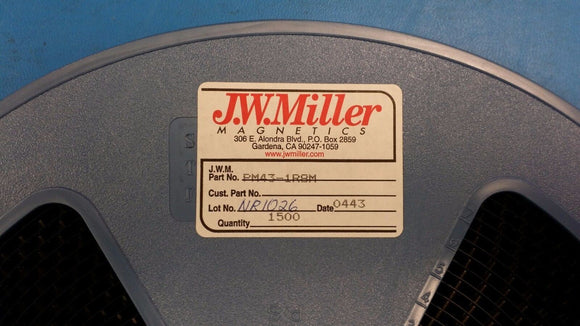 J.W.Miller
MAGNETICS
306 E. Alondra Blvd., P.O. Box 2859
Gardena, CA 90247-1059
www.jwmiller.com
J.W.M.
Part No. PM43-1R8M
Cust. Part No.
Lot No. NR1026 Date 0443
Quantity 1500